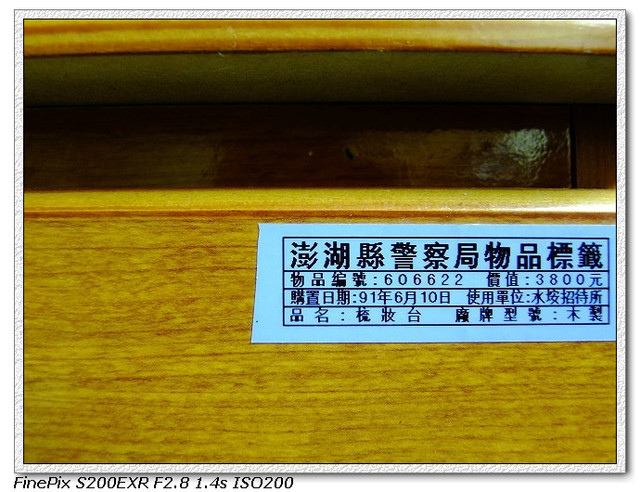 澎湖縣警察局物品標籤
物品編號:606622 價值:3800元
購置日期:91年6月10日 使用單位:水垵招待所
品名:梳妝台 廠牌型號:木製
FinePix S200EXR F2.8 1.4s ISO200